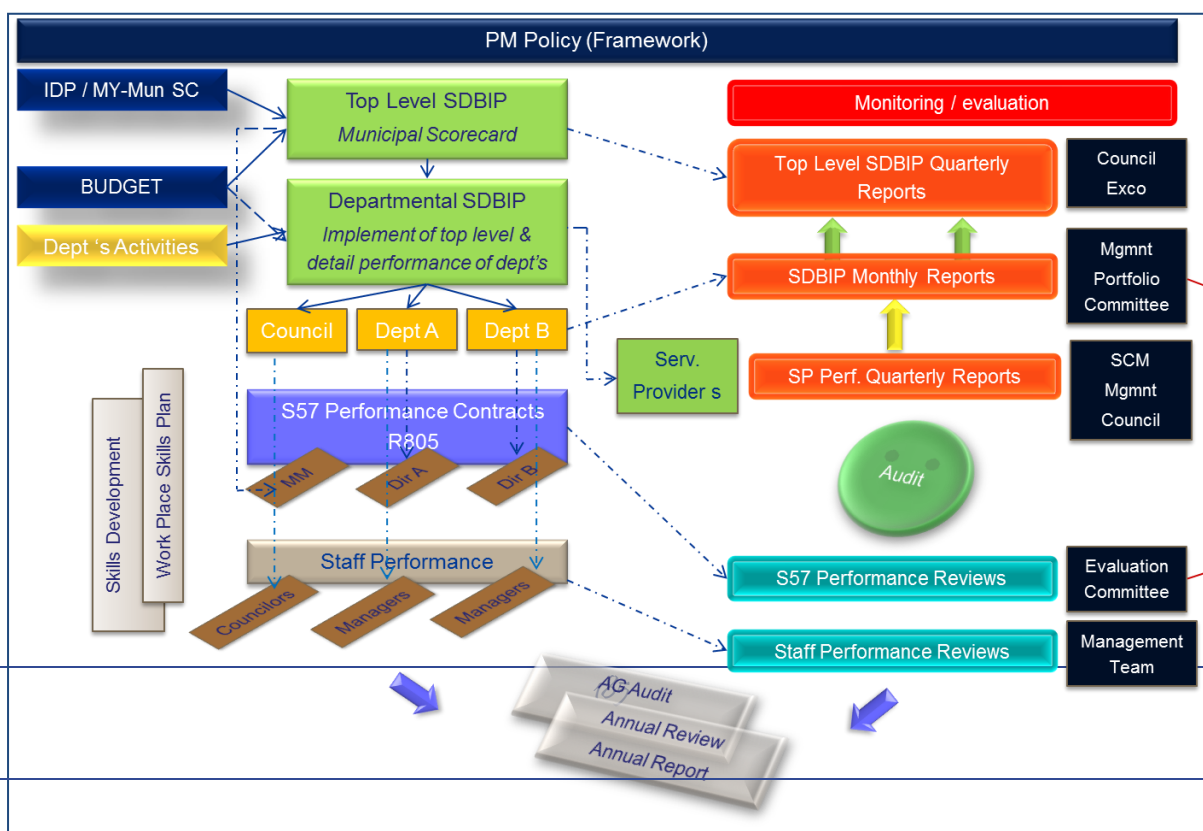 PM Policy (Framework)
IDP / MY-Mun SC
BUDGET
Dept 's Activities
Top Level SDBIP
Municipal Scorecard
Departmental SDBIP
Implement of top level &
detail performance of dept's
Council
Dept A
Dept B
Serv.
Provider s
S57 Performance Contracts
R805
MM
Dir A
Dir B
Staff Performance
Councilors
Managers
Managers
Skills Development
Work Place Skills Plan
Monitoring / evaluation
Top Level SDBIP Quarterly
Reports
Council
Exco
SDBIP Monthly Reports
Mgmnt
Portfolio
Committee
SP Perf. Quarterly Reports
SCM
Mgmnt
Council
Audit
S57 Performance Reviews
Evaluation
Committee
Staff Performance Reviews
Management
Team
AG Audit
Annual Review
Annual Report